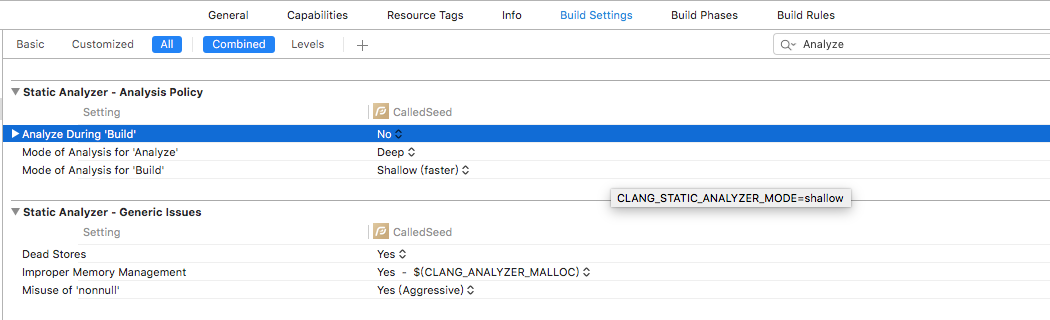 General Capabilities Resource Tags Info Build Settings Build Phases Build Rules
Basic Customized All Combined Levels + Analyze
Static Analyzer - Analysis Policy
Setting CalledSeed
Analyze During 'Build' No
Mode of Analysis for 'Analyze' Deep
Mode of Analysis for 'Build' Shallow (faster)
CLANG_STATIC_ANALYZER_MODE=shallow
Static Analyzer - Generic Issues
Setting CalledSeed
Dead Stores Yes
Improper Memory Management Yes - $(CLANG_ANALYZER_MALLOC)
Misuse of 'nonnull' Yes (Aggressive)